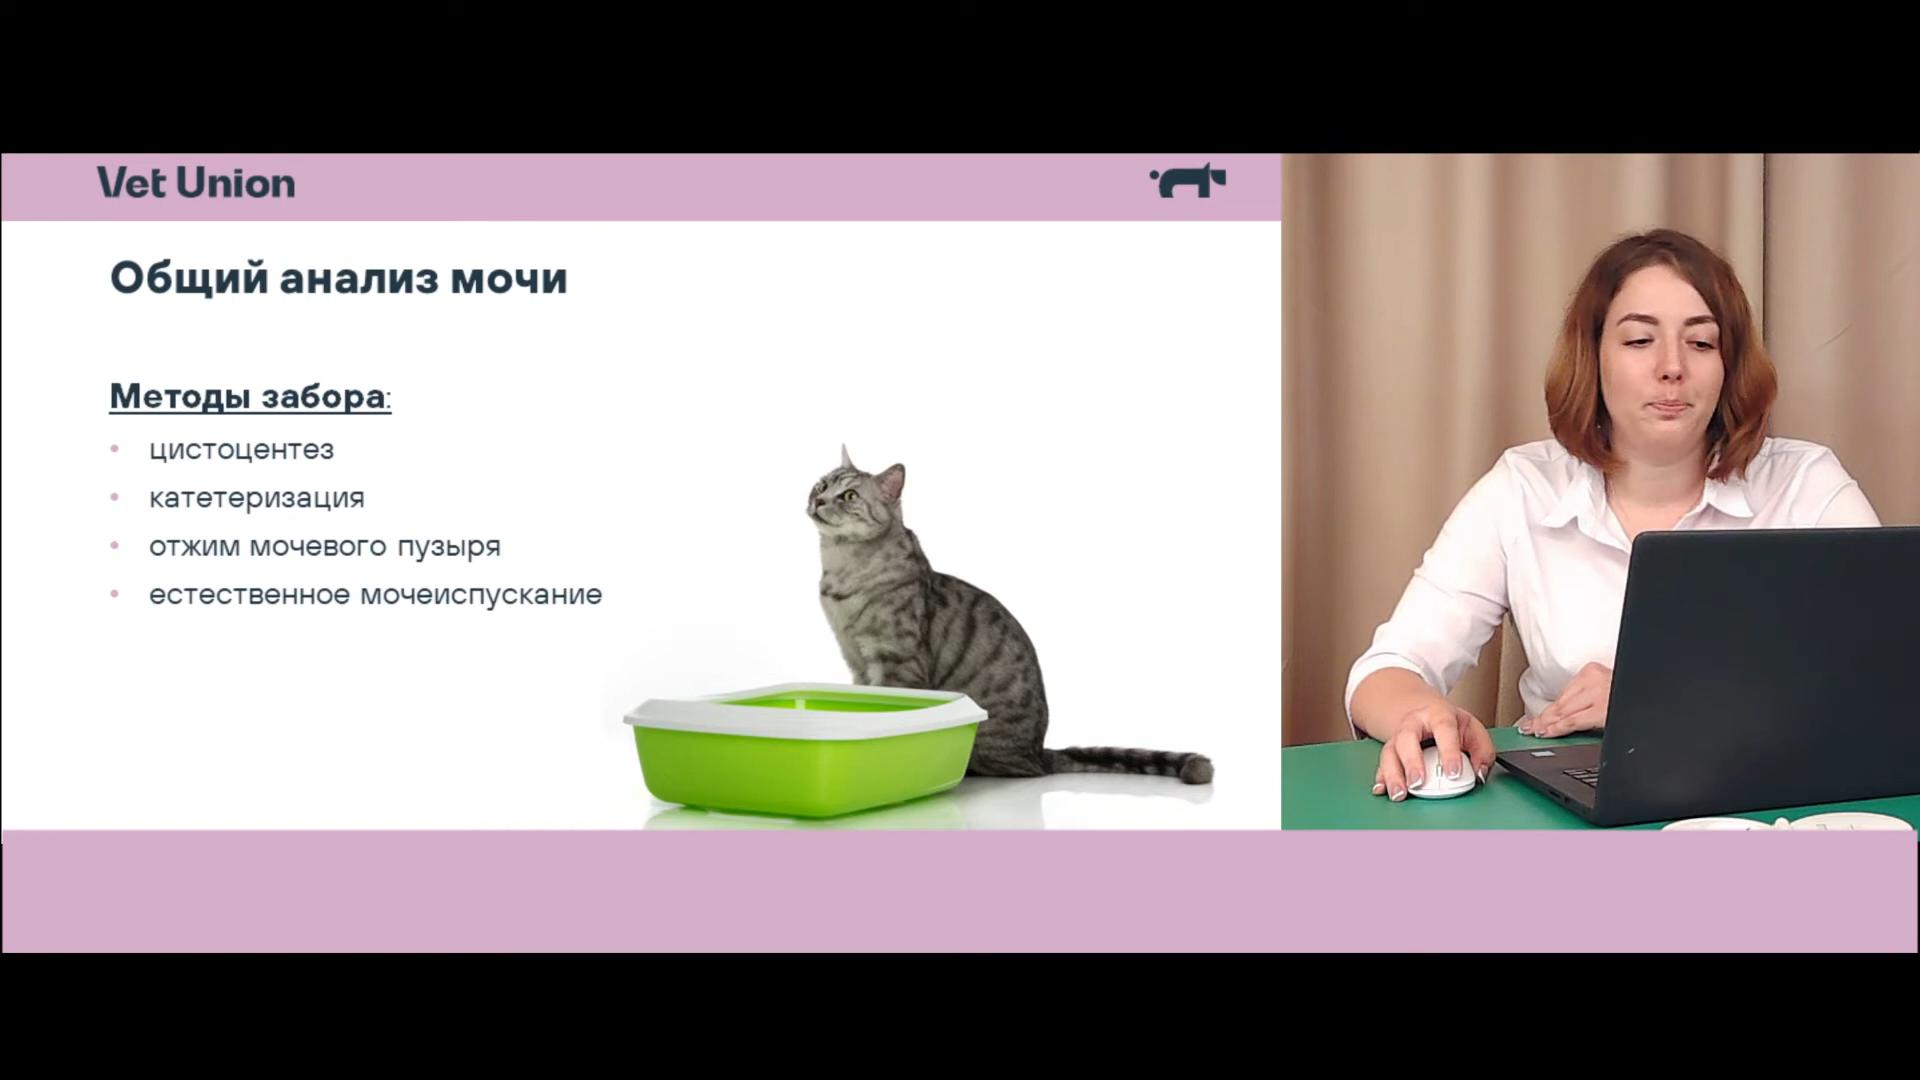 Vet Union
Общий анализ мочи
Методы забора:
• цистоцентез
• катетеризация
• отжим мочевого пузыря
• естественное мочеиспускание